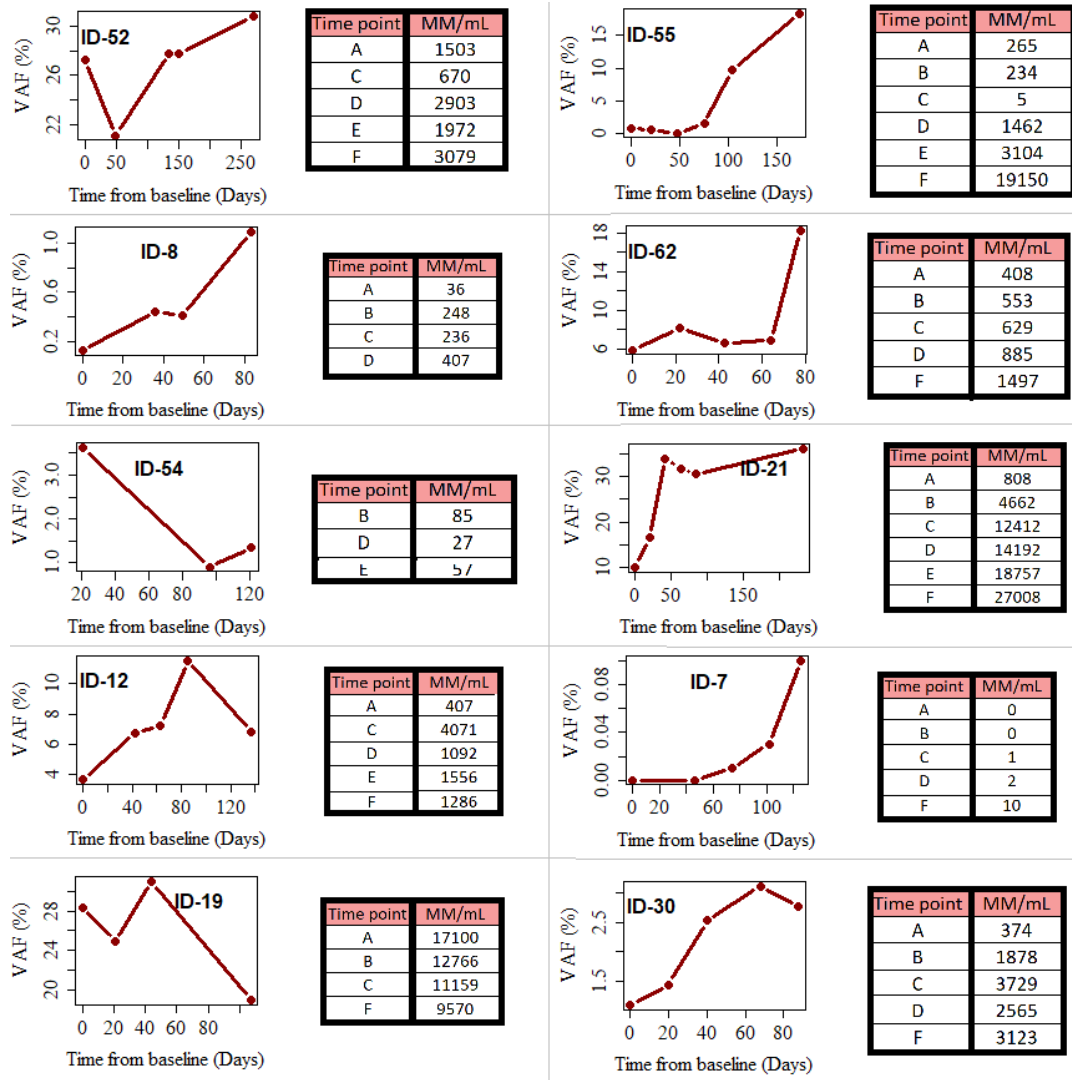 ID-52
VAF (%)
22 26 30
0 50 150 250
Time from baseline (Days)
Time point MM/mL
A 1503
C 670
D 2903
E 1972
F 3079
ID-55
VAF (%)
0 5 10 15
0 50 100 150
Time from baseline (Days)
Time point MM/mL
A 265
B 234
C 5
D 1462
E 3104
F 19150
ID-8
VAF (%)
0.2 0.6 1.0
0 20 40 60 80
Time from baseline (Days)
Time point MM/mL
A 36
B 248
C 236
D 407
ID-62
VAF (%)
6 10 14 18
0 20 40 60 80
Time from baseline (Days)
Time point MM/mL
A 408
B 553
C 629
D 885
F 1497
ID-54
VAF (%)
1.0 2.0 3.0
20 40 60 80 120
Time from baseline (Days)
Time point MM/mL
B 85
D 27
E 57
ID-21
VAF (%)
10 20 30
0 50 150
Time from baseline (Days)
Time point MM/mL
A 808
B 4662
C 12412
D 14192
E 18757
F 27008
ID-12
VAF (%)
4 6 8 10
0 40 80 120
Time from baseline (Days)
Time point MM/mL
A 407
C 4071
D 1092
E 1556
F 1286
ID-7
VAF (%)
0.00 0.04 0.08
0 20 60 100
Time from baseline (Days)
Time point MM/mL
A 0
B 0
C 1
D 2
F 10
ID-19
VAF (%)
20 24 28
0 20 40 60 80
Time from baseline (Days)
Time point MM/mL
A 17100
B 12766
C 11159
F 9570
ID-30
VAF (%)
1.5 2.5
0 20 40 60 80
Time from baseline (Days)
Time point MM/mL
A 374
B 1878
C 3729
D 2565
F 3123